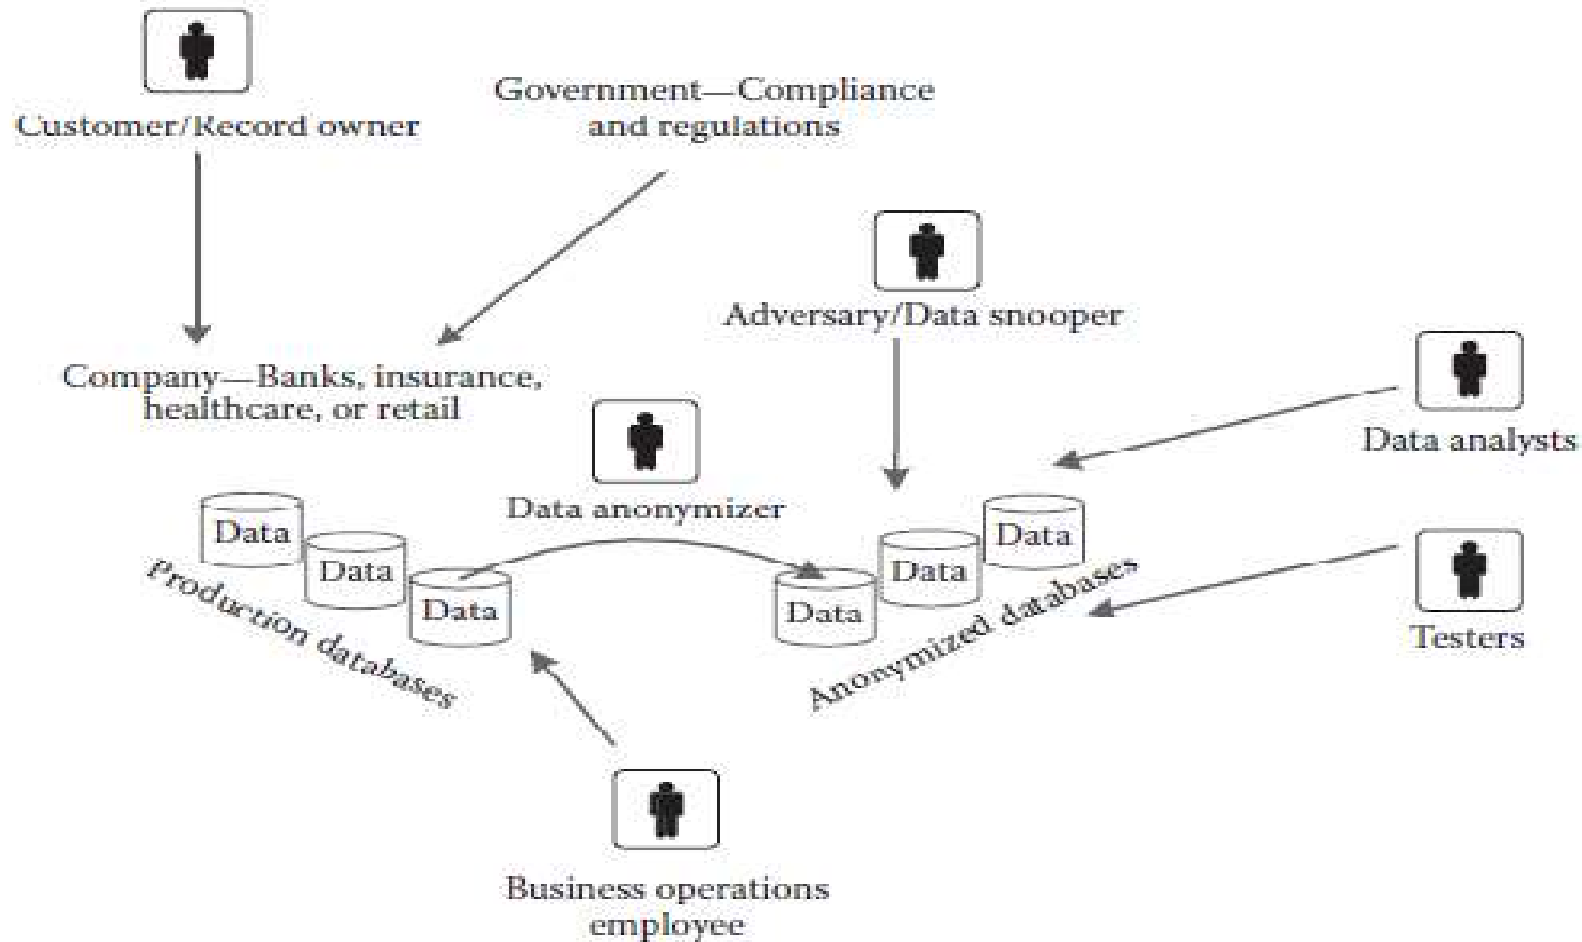 Customer/Record owner
Government—Compliance
and regulations
Adversary/Data snooper
Company—Banks, insurance,
healthcare, or retail
Data anonymizer
Data analysts
Data
Data
Data
Production databases
Data
Data
Data
Anonymized databases
Testers
Business operations
employee